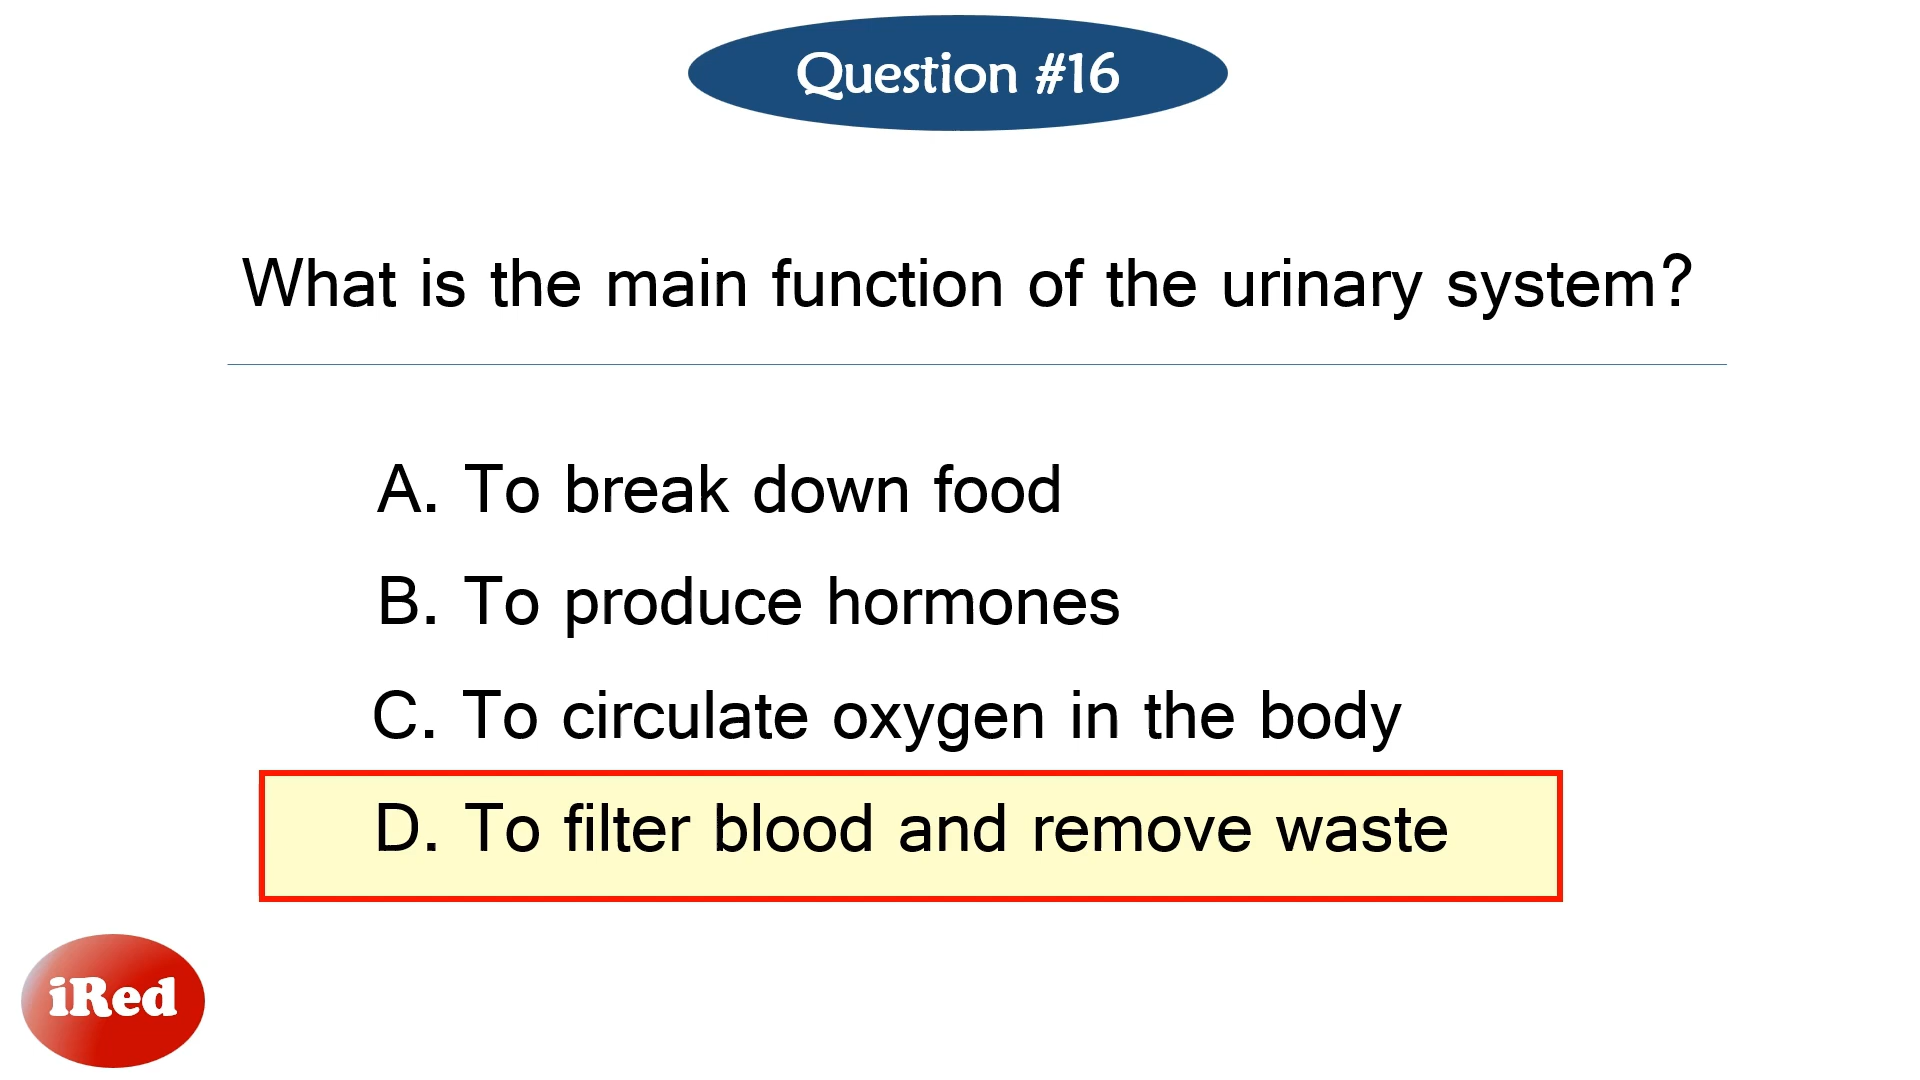 Question #16
What is the main function of the urinary system?
A. To break down food
B. To produce hormones
C. To circulate oxygen in the body
D. To filter blood and remove waste
iRed